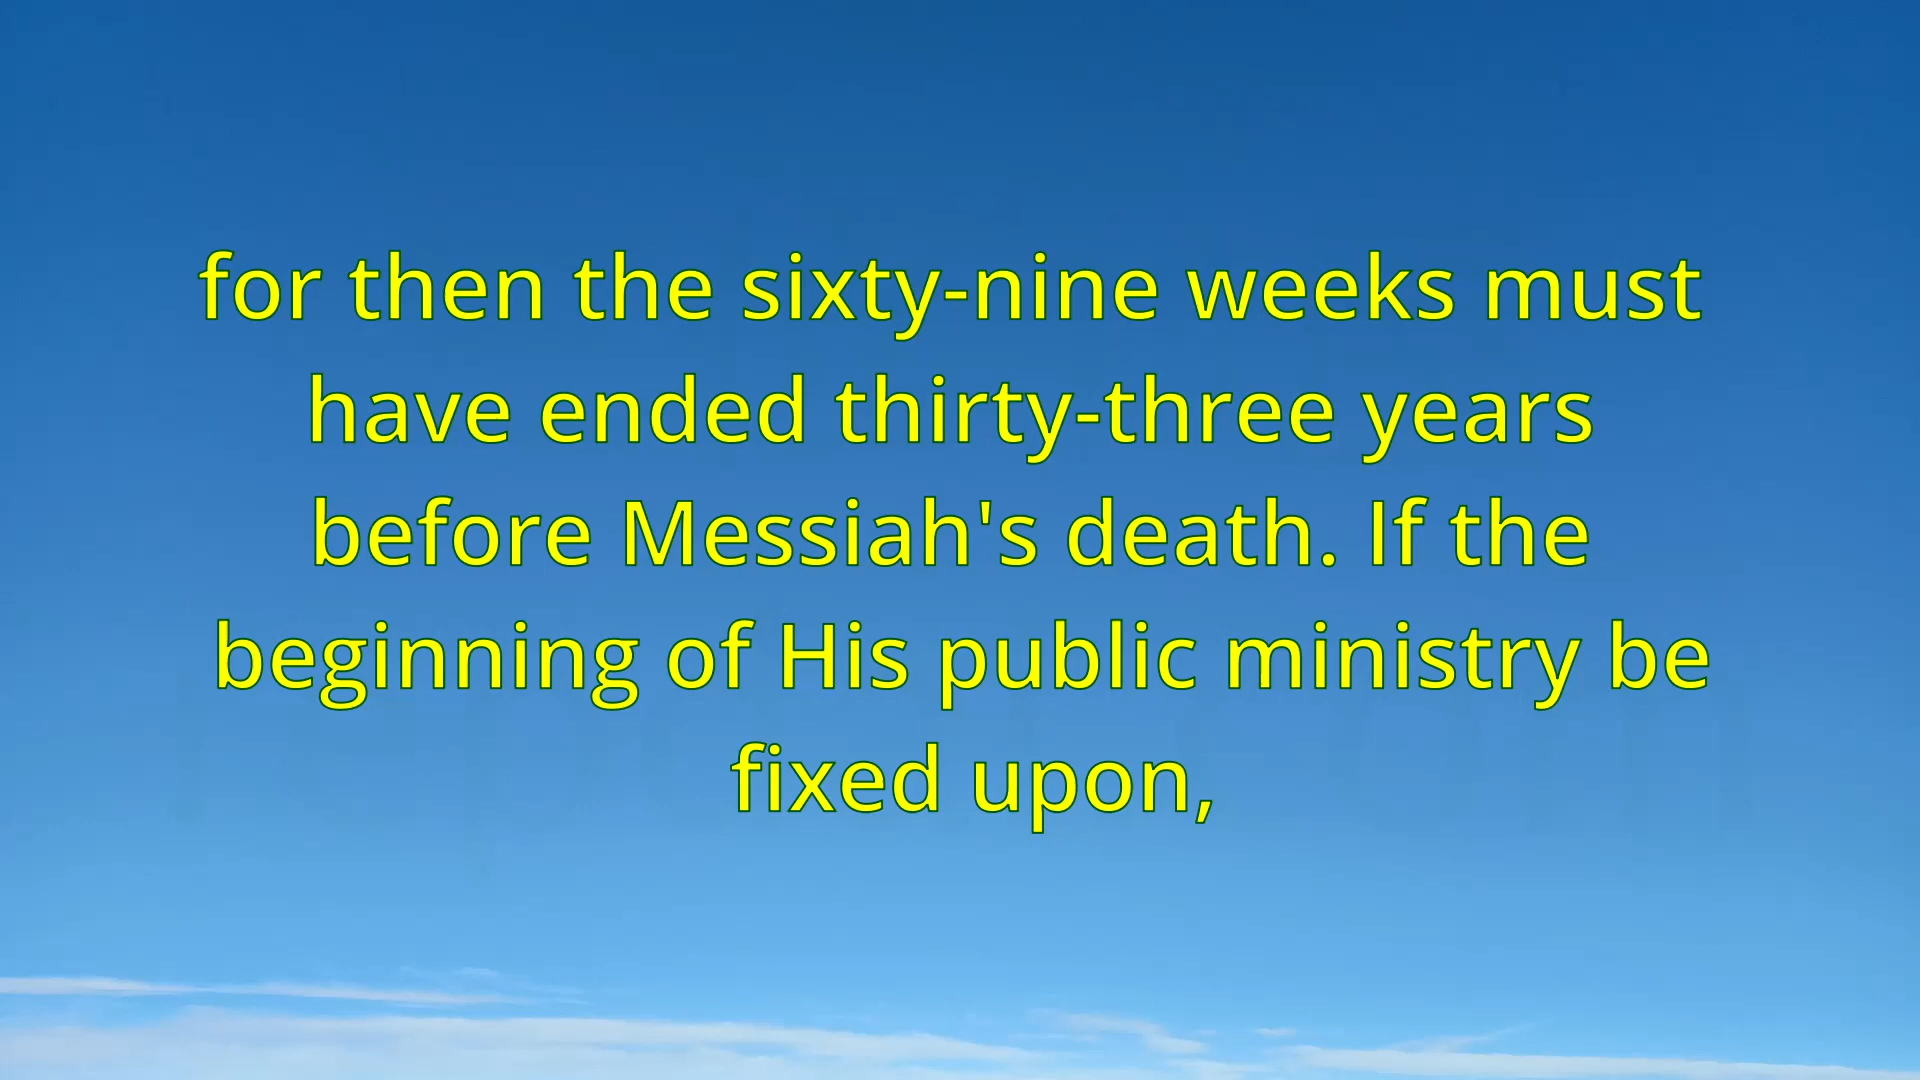 for then the sixty-nine weeks must
have ended thirty-three years
before Messiah's death. If the
beginning of His public ministry be
fixed upon,